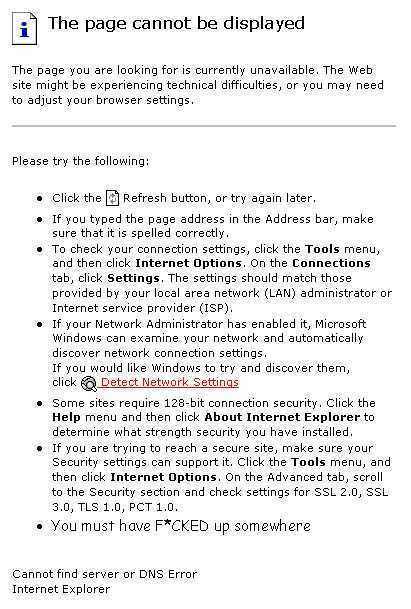 The page cannot be displayed
The page you are looking for is currently unavailable. The Web
site might be experiencing technical difficulties, or you may need
to adjust your browser settings.
Please try the following:
• Click the Refresh button, or try again later.
• If you typed the page address in the Address bar, make
sure that it is spelled correctly.
• To check your connection settings, click the Tools menu,
and then click Internet Options. On the Connections
tab, click Settings. The settings should match those
provided by your local area network (LAN) administrator or
Internet service provider (ISP).
• If your Network Administrator has enabled it, Microsoft
Windows can examine your network and automatically
discover network connection settings.
If you would like Windows to try and discover them,
click Detect Network Settings
• Some sites require 128-bit connection security. Click the
Help menu and then click About Internet Explorer to
determine what strength security you have installed.
• If you are trying to reach a secure site, make sure your
Security settings can support it. Click the Tools menu, and
then click Internet Options. On the Advanced tab, scroll
to the Security section and check settings for SSL 2.0, SSL
3.0, TLS 1.0, PCT 1.0.
• You must have F*CKED up somewhere
Cannot find server or DNS Error
Internet Explorer